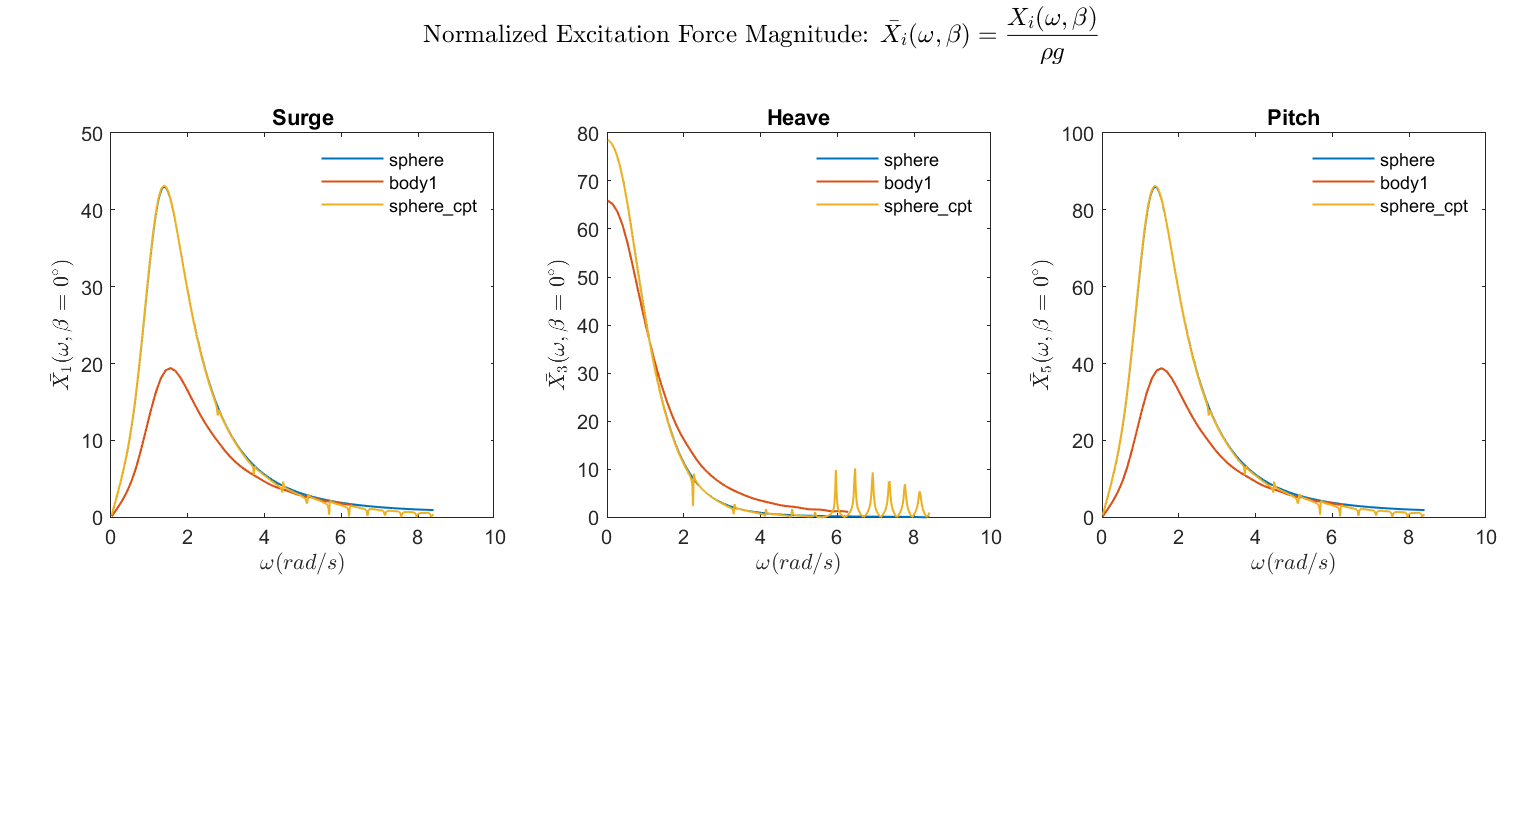 Normalized Excitation Force Magnitude: X̄ᵢ(ω, β) = Xᵢ(ω, β) / ρg
Surge
50
40
30
20
10
0
0 2 4 6 8 10
X̄₁(ω, β = 0°)
ω(rad/s)
sphere
body1
sphere_cpt
Heave
80
70
60
50
40
30
20
10
0
0 2 4 6 8 10
X̄₃(ω, β = 0°)
ω(rad/s)
sphere
body1
sphere_cpt
Pitch
100
80
60
40
20
0
0 2 4 6 8 10
X̄₅(ω, β = 0°)
ω(rad/s)
sphere
body1
sphere_cpt